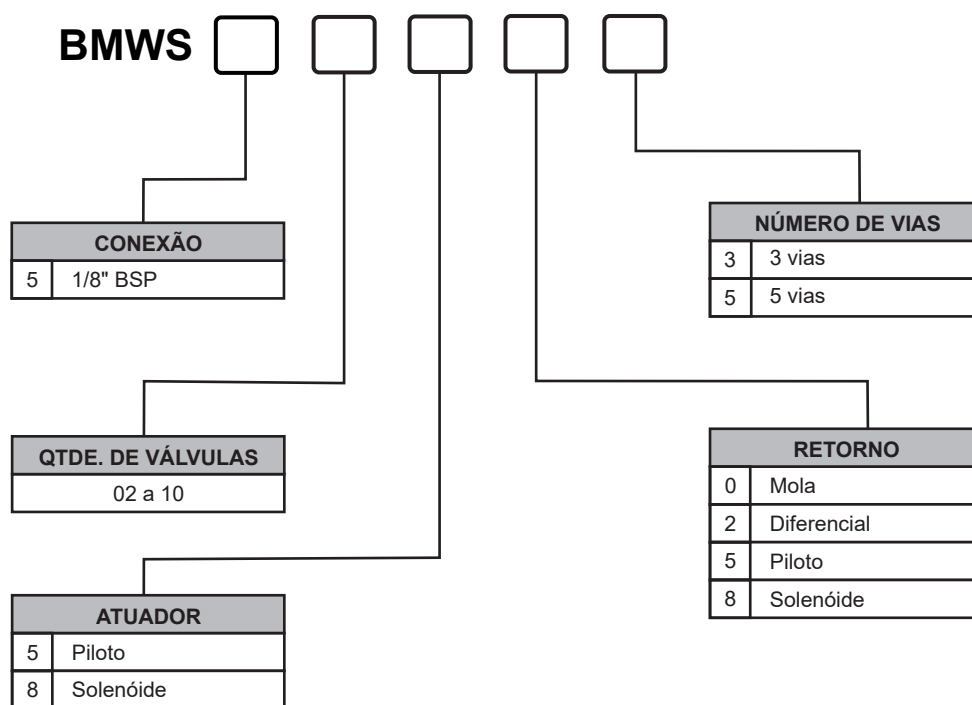 BMWS
CONEXÃO
5 1/8" BSP
QTDE. DE VÁLVULAS
02 a 10
ATUADOR
5 Piloto
8 Solenóide
NÚMERO DE VIAS
3 3 vias
5 5 vias
RETORNO
0 Mola
2 Diferencial
5 Piloto
8 Solenóide